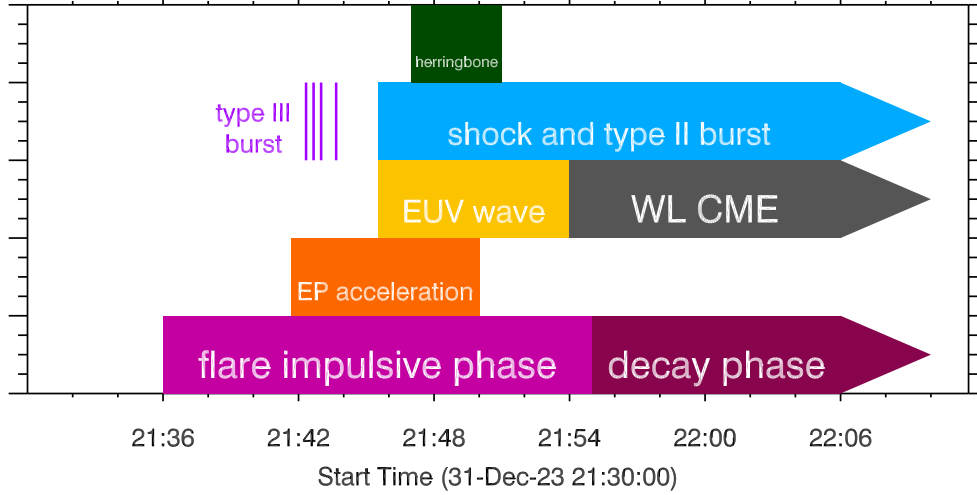 herringbone
type III
burst
shock and type II burst
EUV wave
WL CME
EP acceleration
flare impulsive phase
decay phase
21:36
21:42
21:48
21:54
22:00
22:06
Start Time (31-Dec-23 21:30:00)